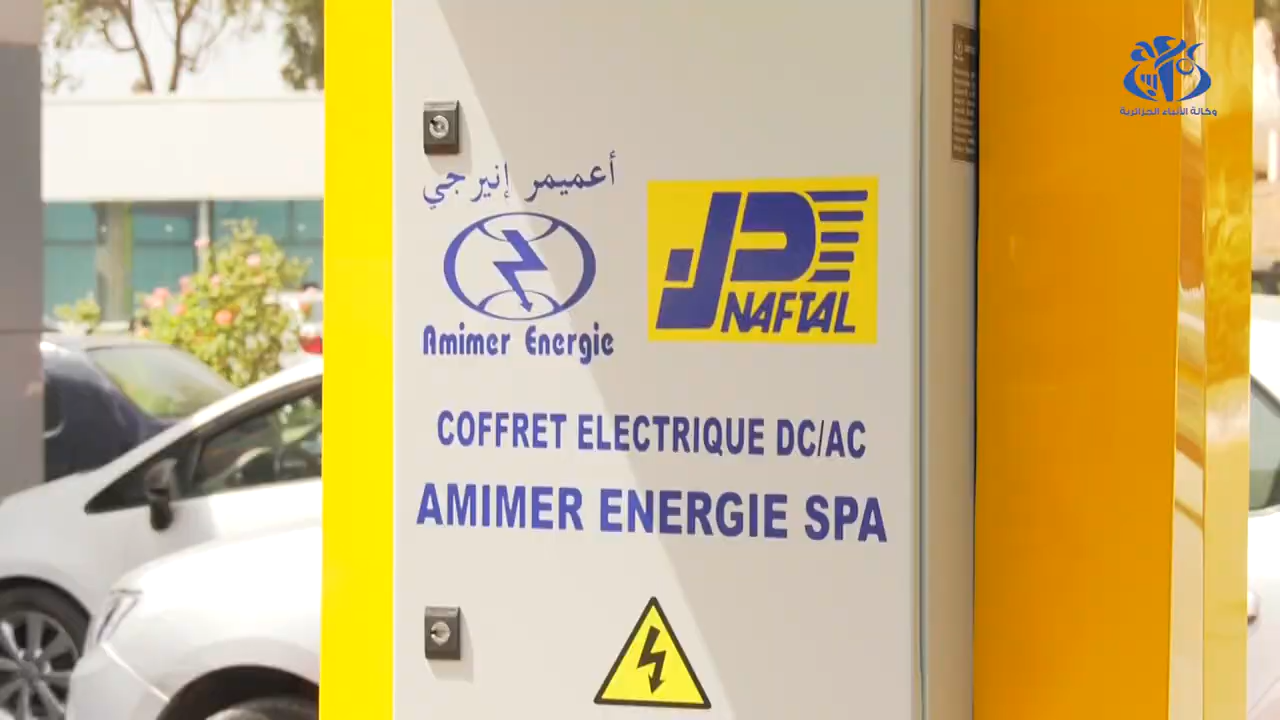 وكالة الأنباء الجزائرية
أعميمر إنيرجي
Amimer Energie
NAFTAL
COFFRET ELECTRIQUE DC/AC
AMIMER ENERGIE SPA